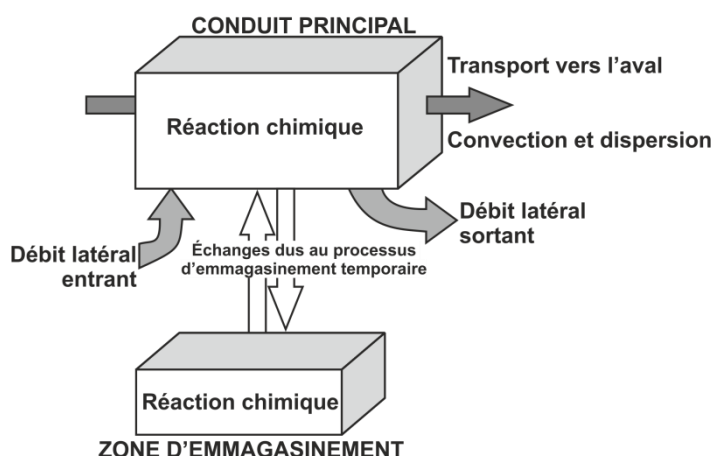 CONDUIT PRINCIPAL
Transport vers l'aval
Réaction chimique
Convection et dispersion
Débit latéral
sortant
Échanges dus au processus
d'emmagasinement temporaire
Débit latéral
entrant
Réaction chimique
ZONE D'EMMAGASINEMENT